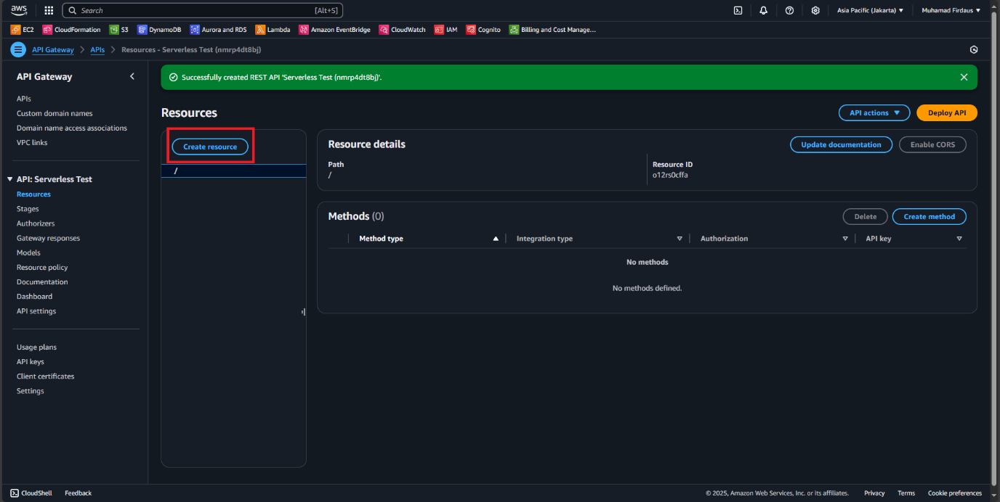 aws
Search [Alt+S]
Asia Pacific (Jakarta) ▼ Muhamad Firdaus ▼
EC2 CloudFormation S3 DynamoDB Aurora and RDS Lambda Amazon EventBridge CloudWatch IAM Cognito Billing and Cost Manage...
API Gateway > APIs > Resources - Serverless Test (nmrp4dt8bj)
API Gateway
APIs
Custom domain names
Domain name access associations
VPC links
API: Serverless Test
Resources
Stages
Authorizers
Gateway responses
Models
Resource policy
Documentation
Dashboard
API settings
Usage plans
API keys
Client certificates
Settings
Successfully created REST API 'Serverless Test (nmrp4dt8bj)'.
Resources
API actions ▼ Deploy API
Create resource
/
Resource details
Update documentation Enable CORS
Path
/
Resource ID
o12rs0cffa
Methods (0)
Delete Create method
Method type Integration type Authorization API key
No methods
No methods defined.
CloudShell Feedback
© 2025, Amazon Web Services, Inc. or its affiliates. Privacy Terms Cookie preferences